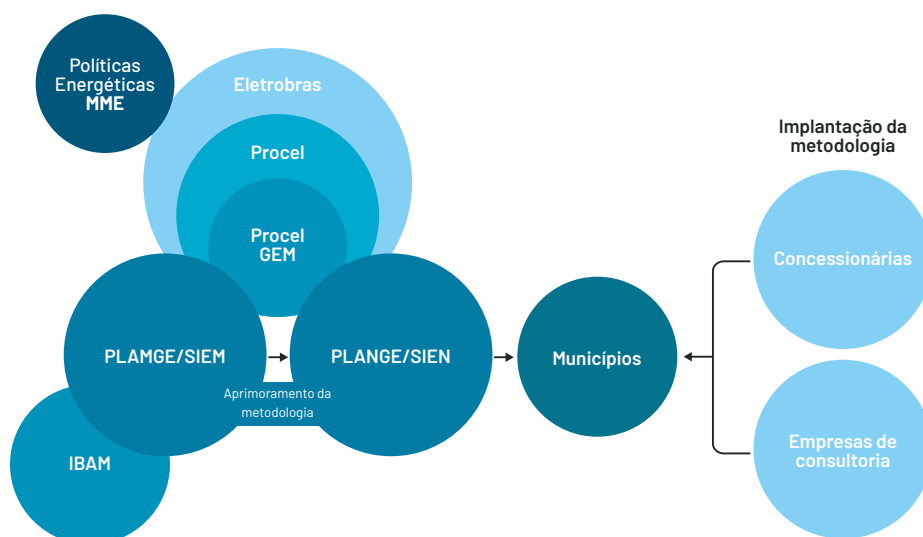 Políticas
Energéticas
MME
Eletrobras
Procel
Procel
GEM
PLAMGE/SIEM
PLANGE/SIEN
Aprimoramento da
metodologia
IBAM
Municípios
Implantação da
metodologia
Concessionárias
Empresas de
consultoria